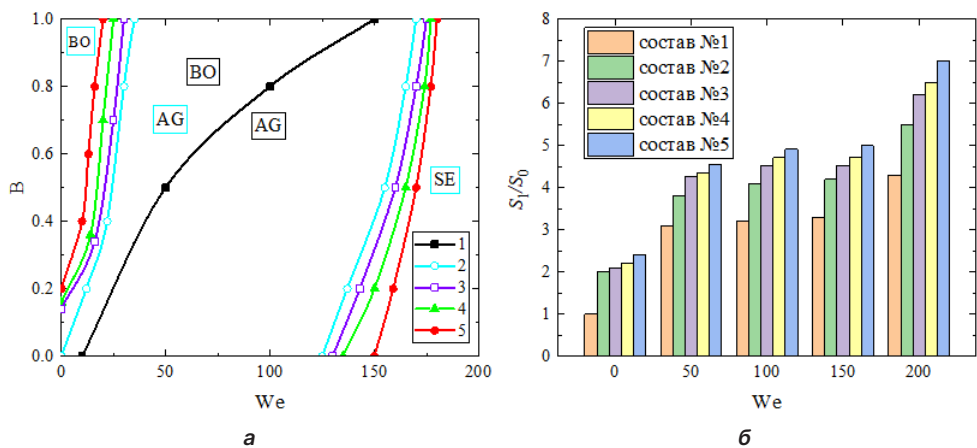 1.0
0.8
0.6
0.4
0.2
0.0
B
0
50
100
150
200
We
BO
BO
AG
AG
SE
1
2
3
4
5
а
8
7
6
5
4
3
2
1
0
S1/S0
состав №1
состав №2
состав №3
состав №4
состав №5
0
50
100
150
200
We
б